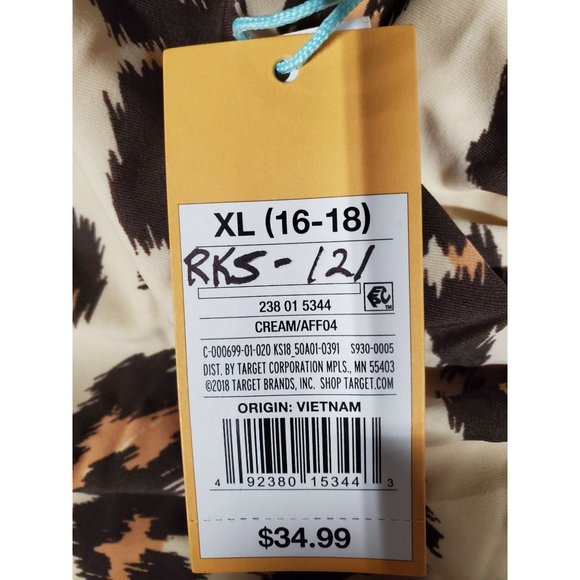 XL (16-18)
RKS-121
238 01 5344
CREAM/AFF04
C-000699-01-020 KS18_50A01-0391 S930-0005
DIST. BY TARGET CORPORATION MPLS., MN 55403
©2018 TARGET BRANDS, INC. SHOP TARGET.COM
ORIGIN: VIETNAM
4 92380 15344 3
$34.99